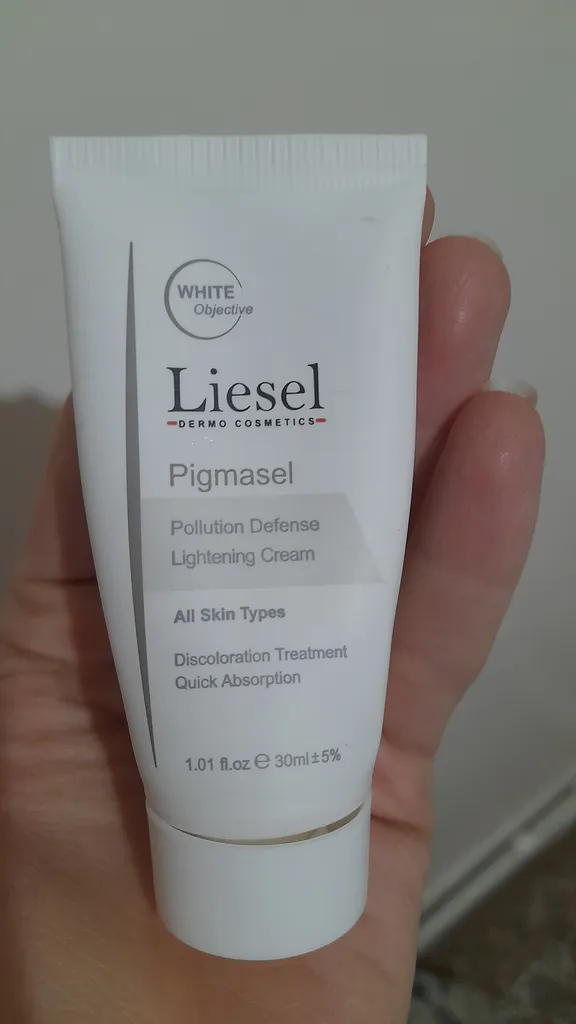 WHITE
Objective
Liesel
DERMO COSMETICS
Pigmasel
Pollution Defense
Lightening Cream
All Skin Types
Discoloration Treatment
Quick Absorption
1.01 fl.oz ℮ 30ml±5%